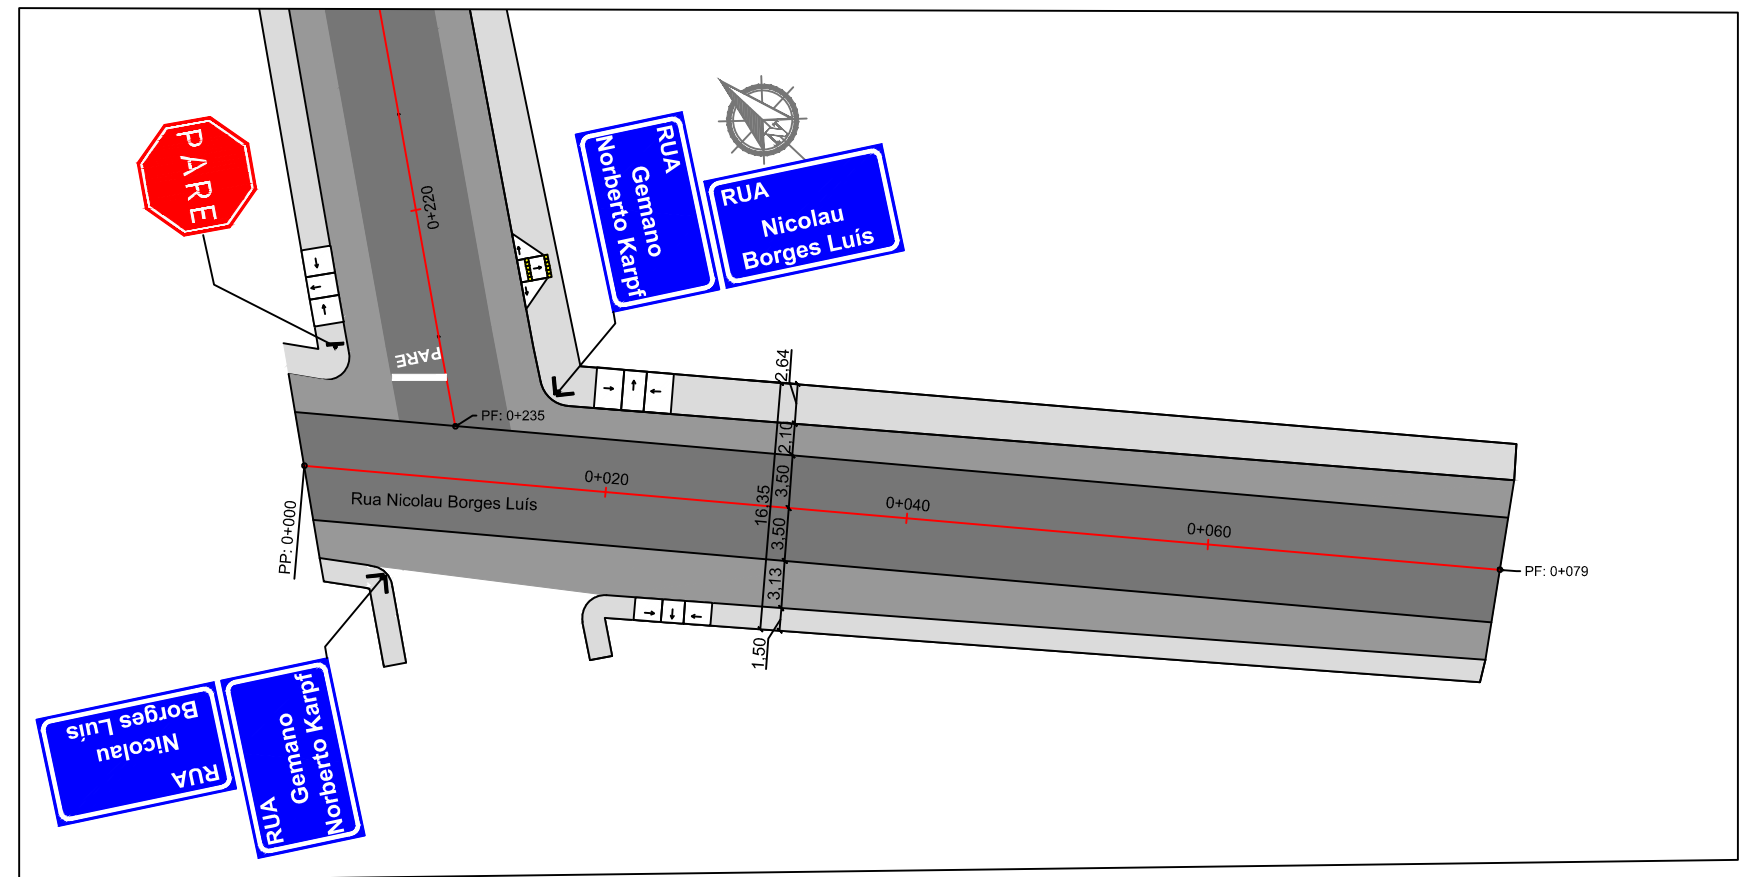 PARE
0+220
RUA
Gemano
Norberto Karpf
RUA
Nicolau
Borges Luís
PARE
PF: 0+235
2,64
2,10
3,50
16,35
3,50
3,13
1,50
0+020
0+040
0+060
Rua Nicolau Borges Luís
PP: 0+000
PF: 0+079
RUA
Nicolau
Borges Luís
RUA
Gemano
Norberto Karpf